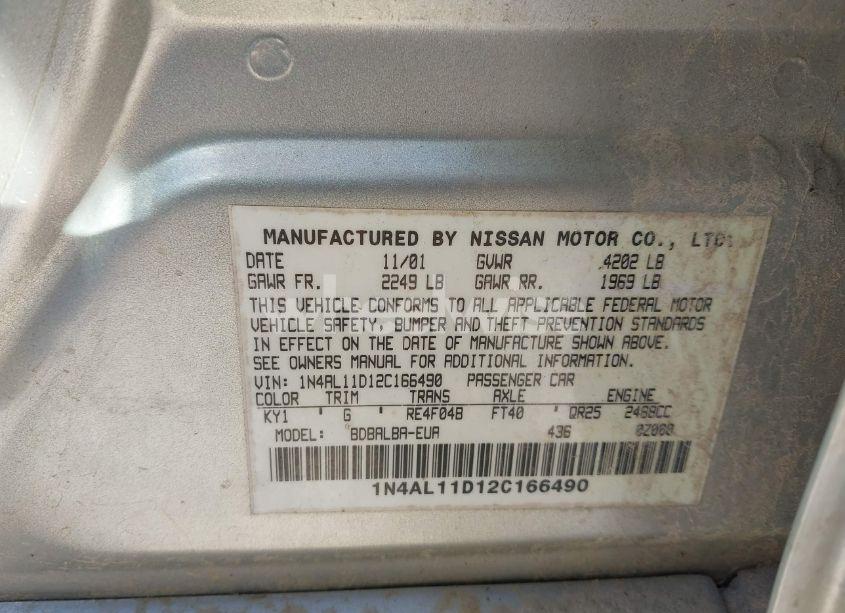 MANUFACTURED BY NISSAN MOTOR CO., LTD.
DATE 11/01 GVWR 4202 LB
GAWR FR. 2249 LB GAWR RR. 1969 LB
THIS VEHICLE CONFORMS TO ALL APPLICABLE FEDERAL MOTOR
VEHICLE SAFETY, BUMPER AND THEFT PREVENTION STANDARDS
IN EFFECT ON THE DATE OF MANUFACTURE SHOWN ABOVE.
SEE OWNERS MANUAL FOR ADDITIONAL INFORMATION.
VIN: 1N4AL11D12C166490 PASSENGER CAR
COLOR TRIM TRANS AXLE ENGINE
KY1 ' G ' RE4F04B FT40 ' QR25 2488CC
MODEL: BDBALBA-EUA 436
1N4AL11D12C166490